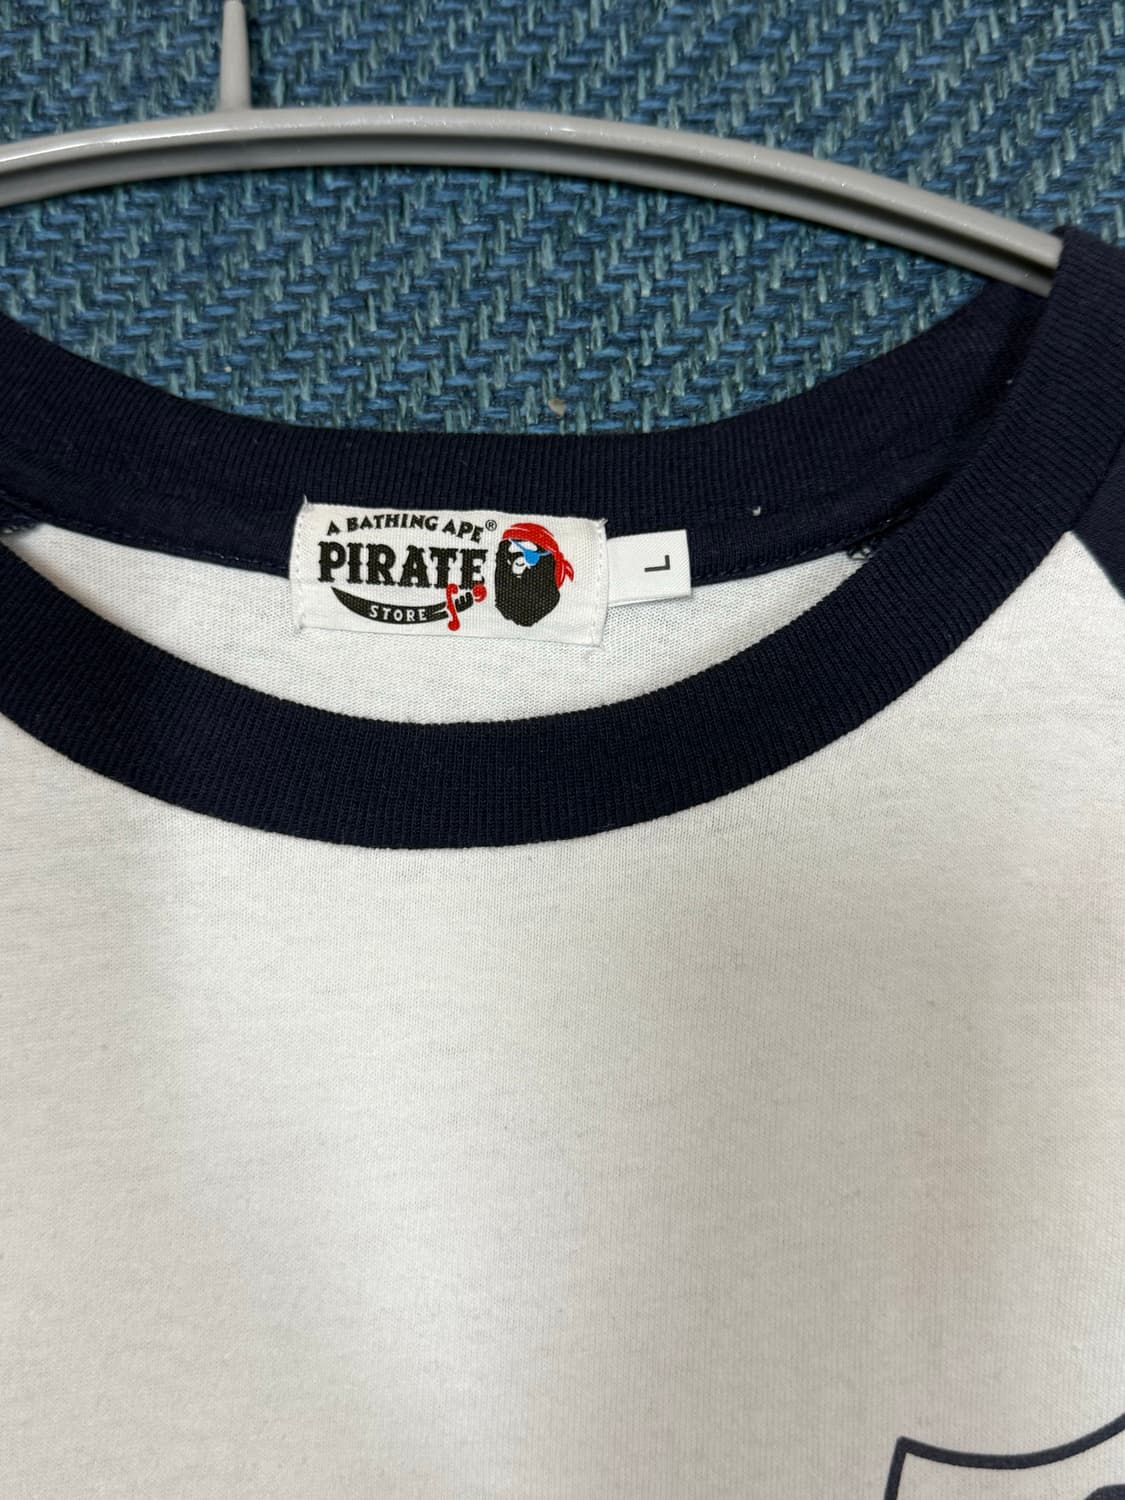 A BATHING APE®
PIRATE
STORE
L